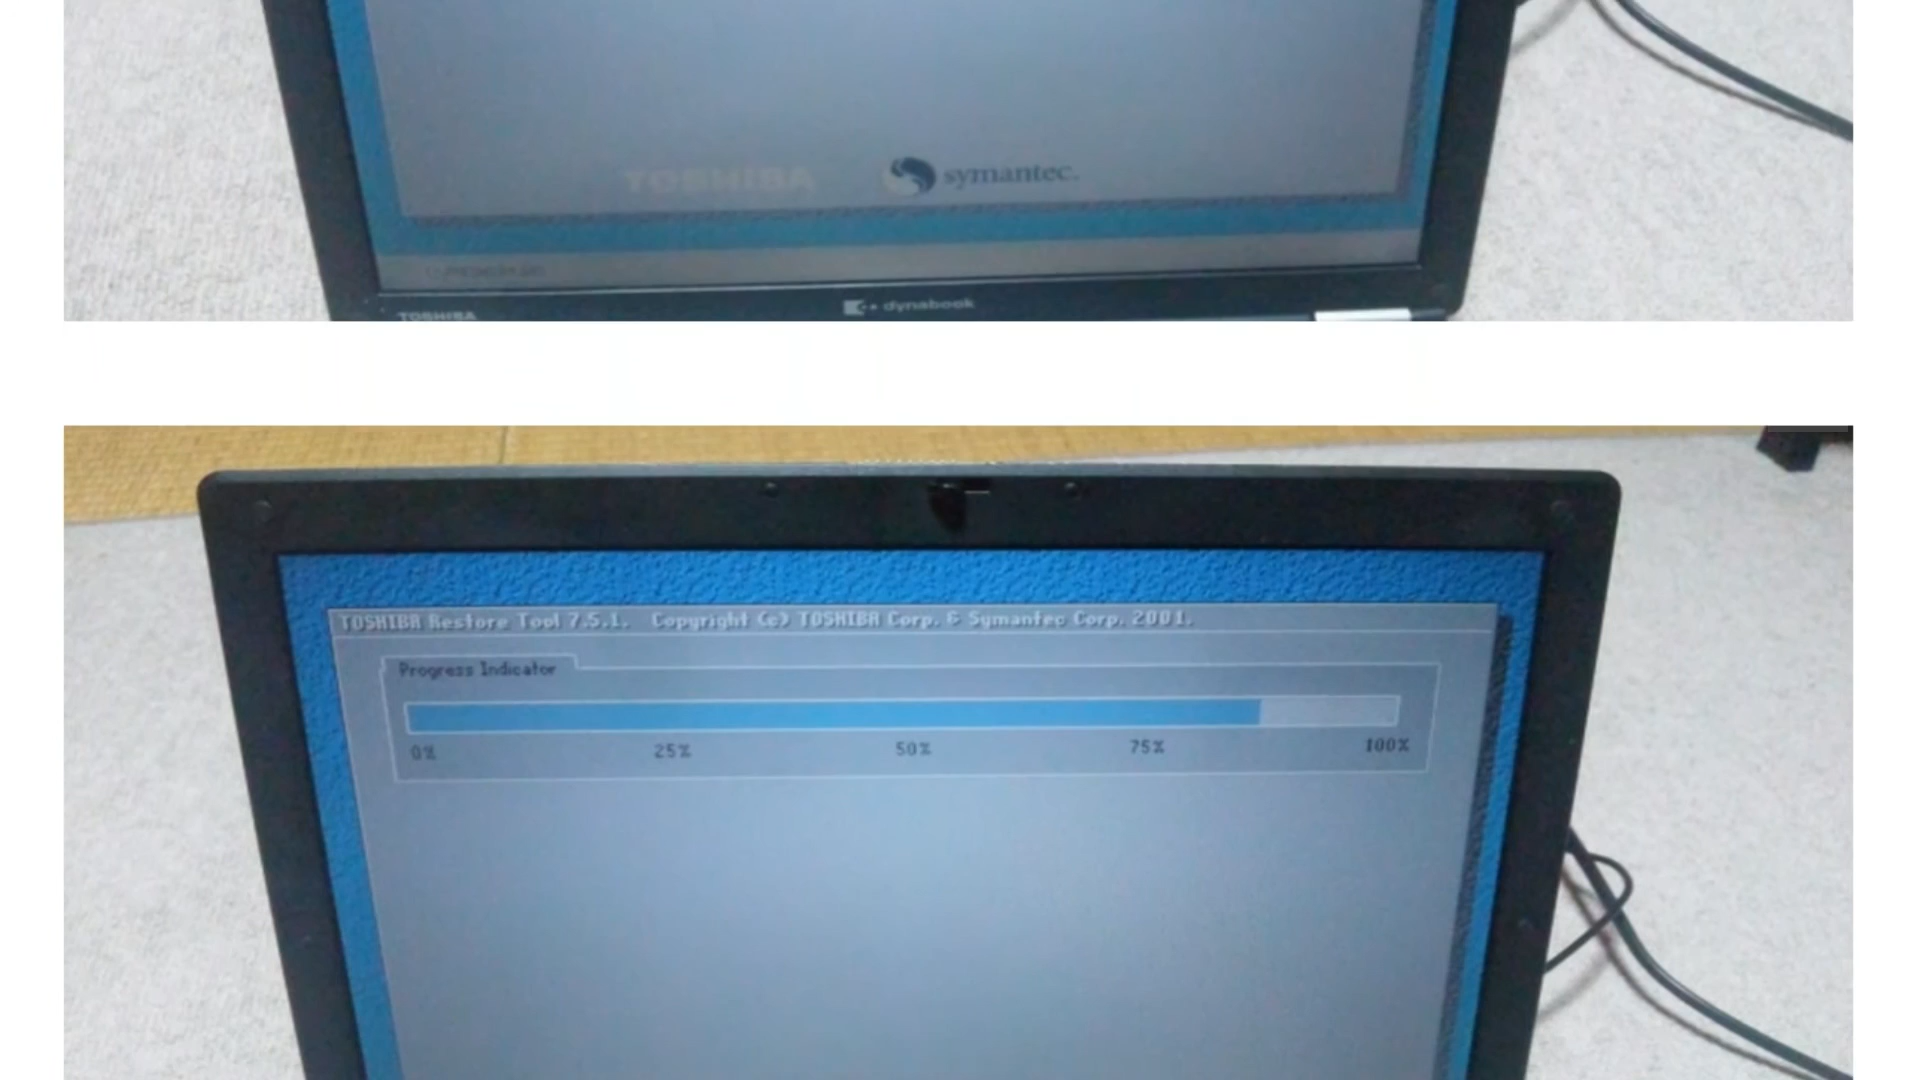 TOSHIBA symantec.
TOSHIBA dynabook
TOSHIBA Restore Tool 7.5.1. Copyright (c) TOSHIBA Corp. & Symantec Corp. 2001.
Progress Indicator
0% 25% 50% 75% 100%